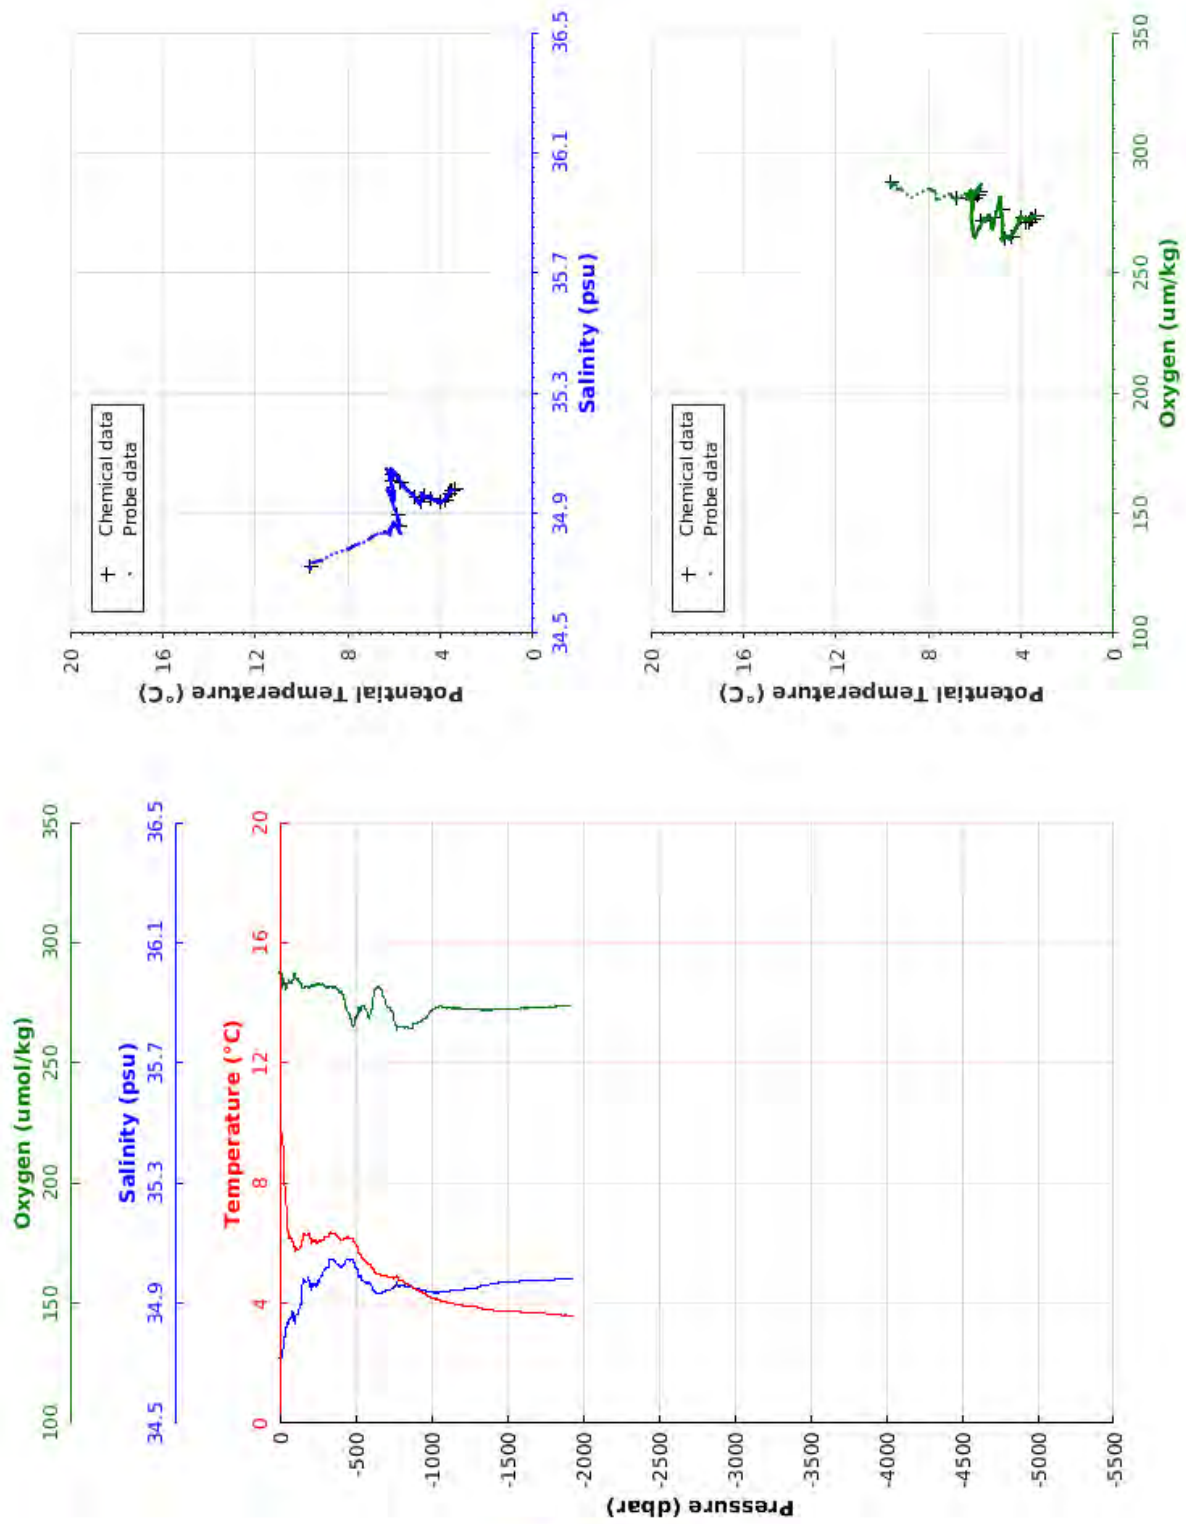 Oxygen (umol/kg)
100 150 200 250 300 350
Salinity (psu)
34.5 34.9 35.3 35.7 36.1 36.5
Temperature (°C)
0 4 8 12 16 20
Pressure (dbar)
0
-500
-1000
-1500
-2000
-2500
-3000
-3500
-4000
-4500
-5000
-5500
Potential Temperature (°C)
20
16
12
8
4
0
+ Chemical data
. Probe data
34.5 34.9 35.3 35.7 36.1 36.5
Salinity (psu)
Potential Temperature (°C)
20
16
12
8
4
0
+ Chemical data
. Probe data
100 150 200 250 300 350
Oxygen (um/kg)